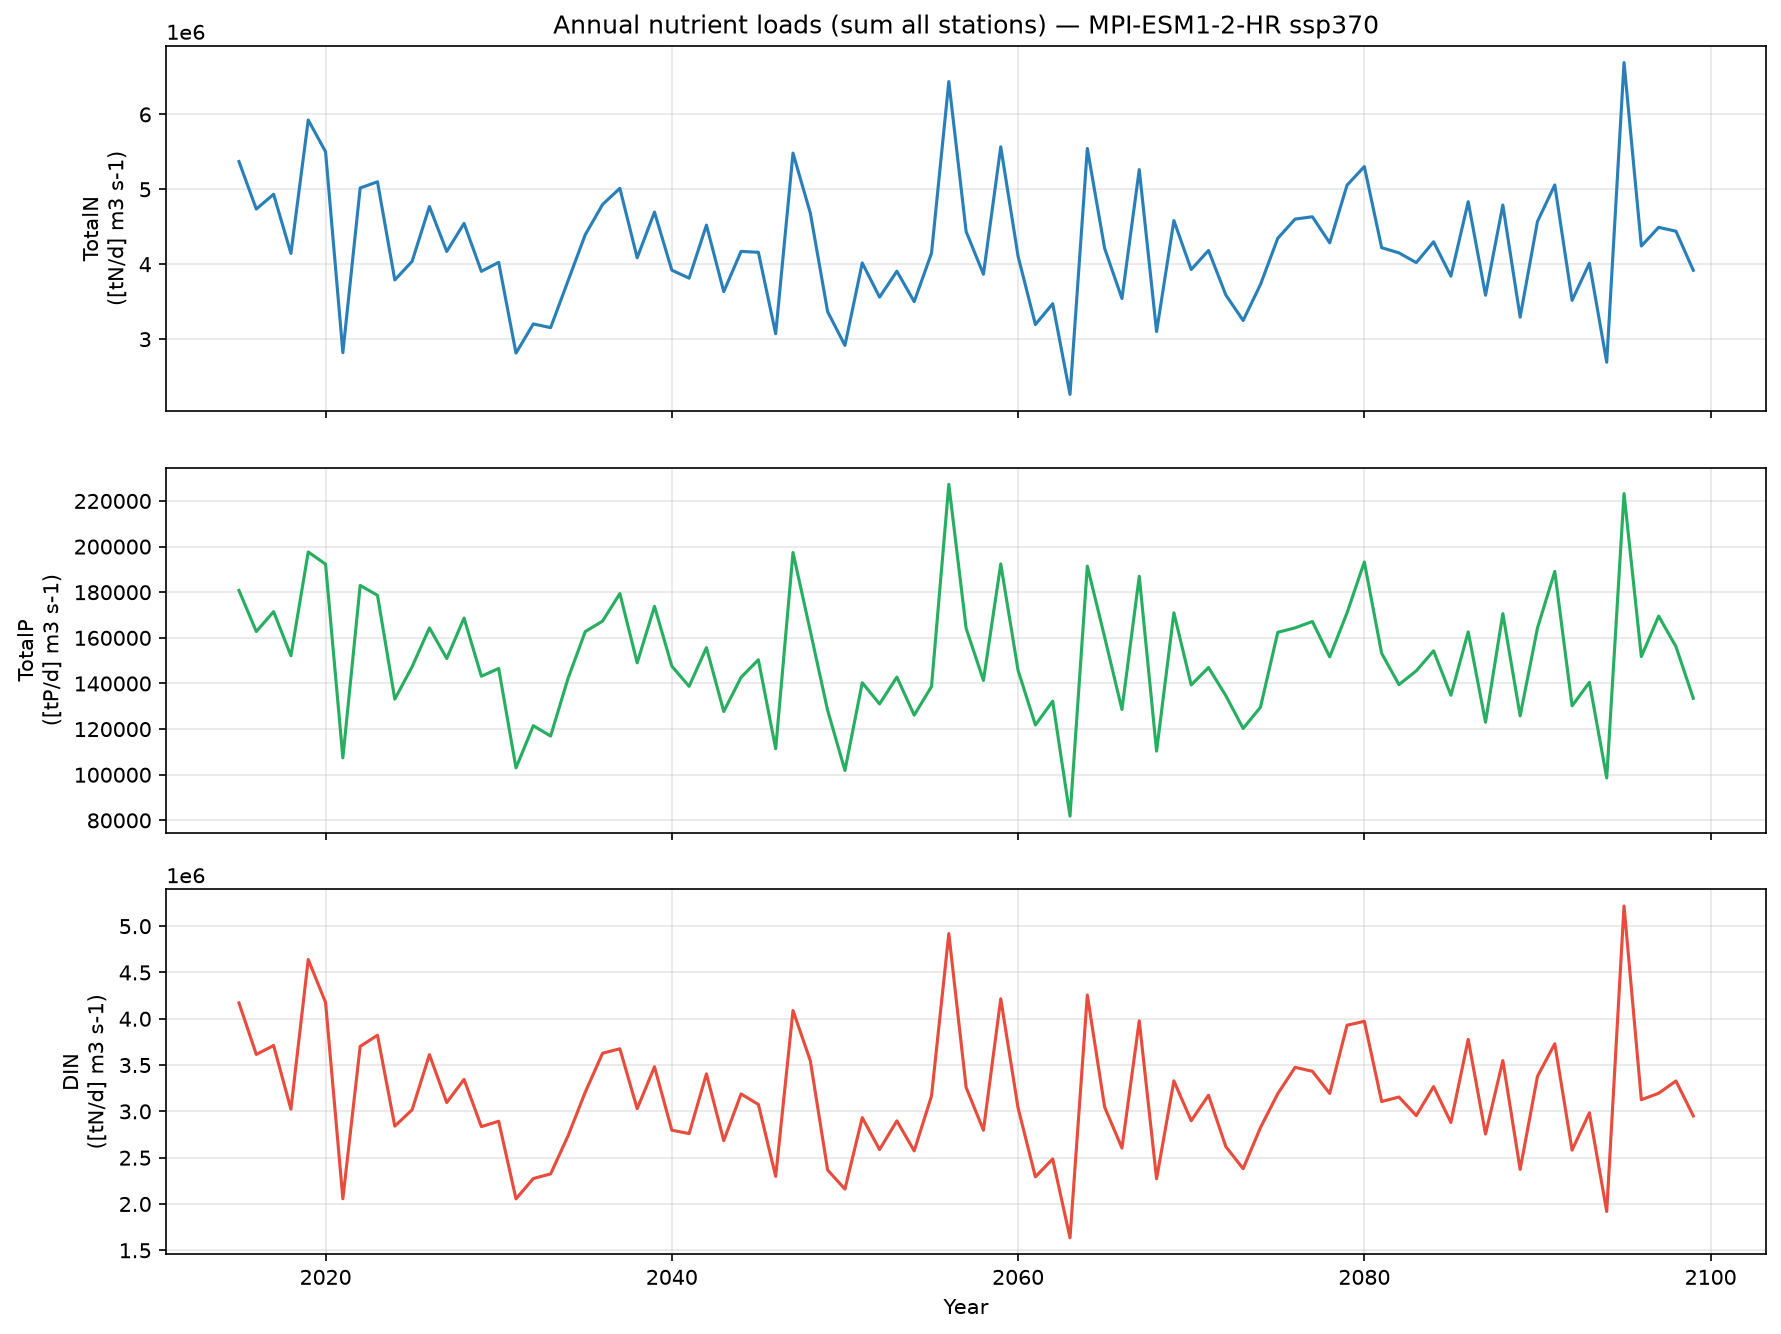 Annual nutrient loads (sum all stations) — MPI-ESM1-2-HR ssp370
1e6
6
5
4
3
TotalN
([tN/d] m3 s-1)
220000
200000
180000
160000
140000
120000
100000
80000
TotalP
([tP/d] m3 s-1)
1e6
5.0
4.5
4.0
3.5
3.0
2.5
2.0
1.5
DIN
([tN/d] m3 s-1)
2020 2040 2060 2080 2100
Year